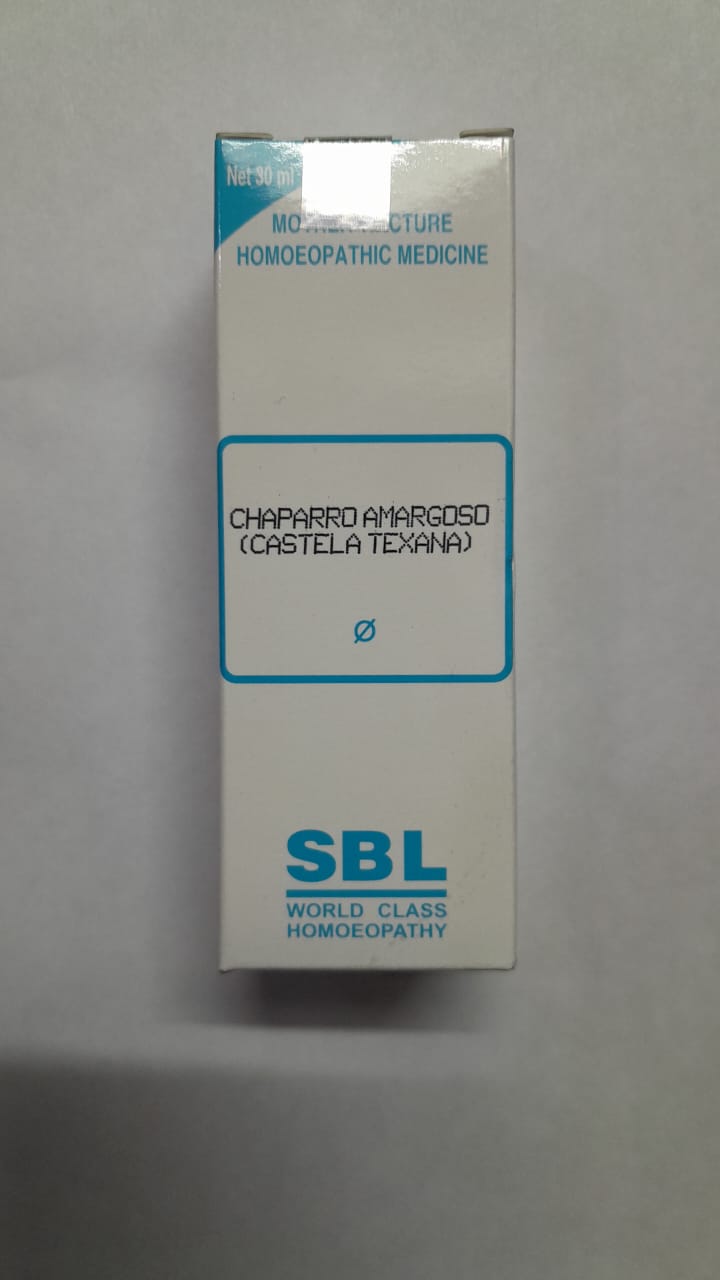 Net 30 ml
HOMOEOPATHIC MEDICINE
CHAPARRO AMARGOSO
(CASTELA TEXANA)
Ø
SBL
WORLD CLASS
HOMOEOPATHY